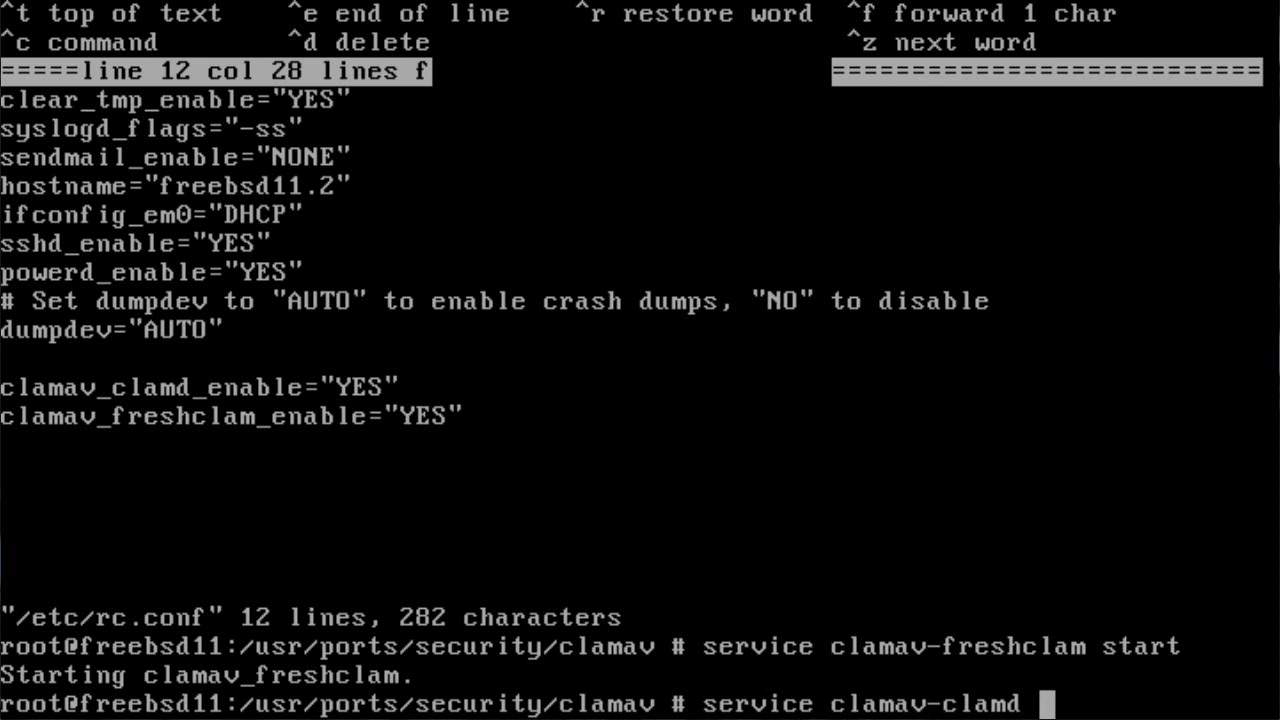 ^t top of text ^e end of line ^r restore word ^f forward 1 char
^c command ^d delete ^z next word
=====line 12 col 28 lines f ===========================
clear_tmp_enable="YES"
syslogd_flags="-ss"
sendmail_enable="NONE"
hostname="freebsd11.2"
ifconfig_em0="DHCP"
sshd_enable="YES"
powerd_enable="YES"
# Set dumpdev to "AUTO" to enable crash dumps, "NO" to disable
dumpdev="AUTO"
clamav_clamd_enable="YES"
clamav_freshclam_enable="YES"
"/etc/rc.conf" 12 lines, 282 characters
root@freebsd11:/usr/ports/security/clamav # service clamav-freshclam start
Starting clamav_freshclam.
root@freebsd11:/usr/ports/security/clamav # service clamav-clamd